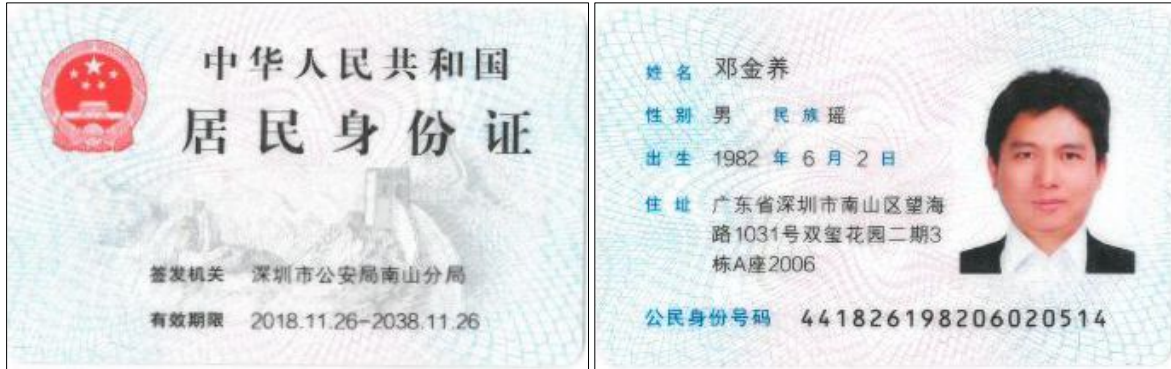 中华人民共和国
居民身份证
签发机关 深圳市公安局南山分局
有效期限 2018.11.26-2038.11.26
姓名 邓金养
性别 男 民族 瑶
出生 1982 年 6 月 2 日
住址 广东省深圳市南山区望海
路1031号双玺花园二期3
栋A座2006
公民身份号码 441826198206020514